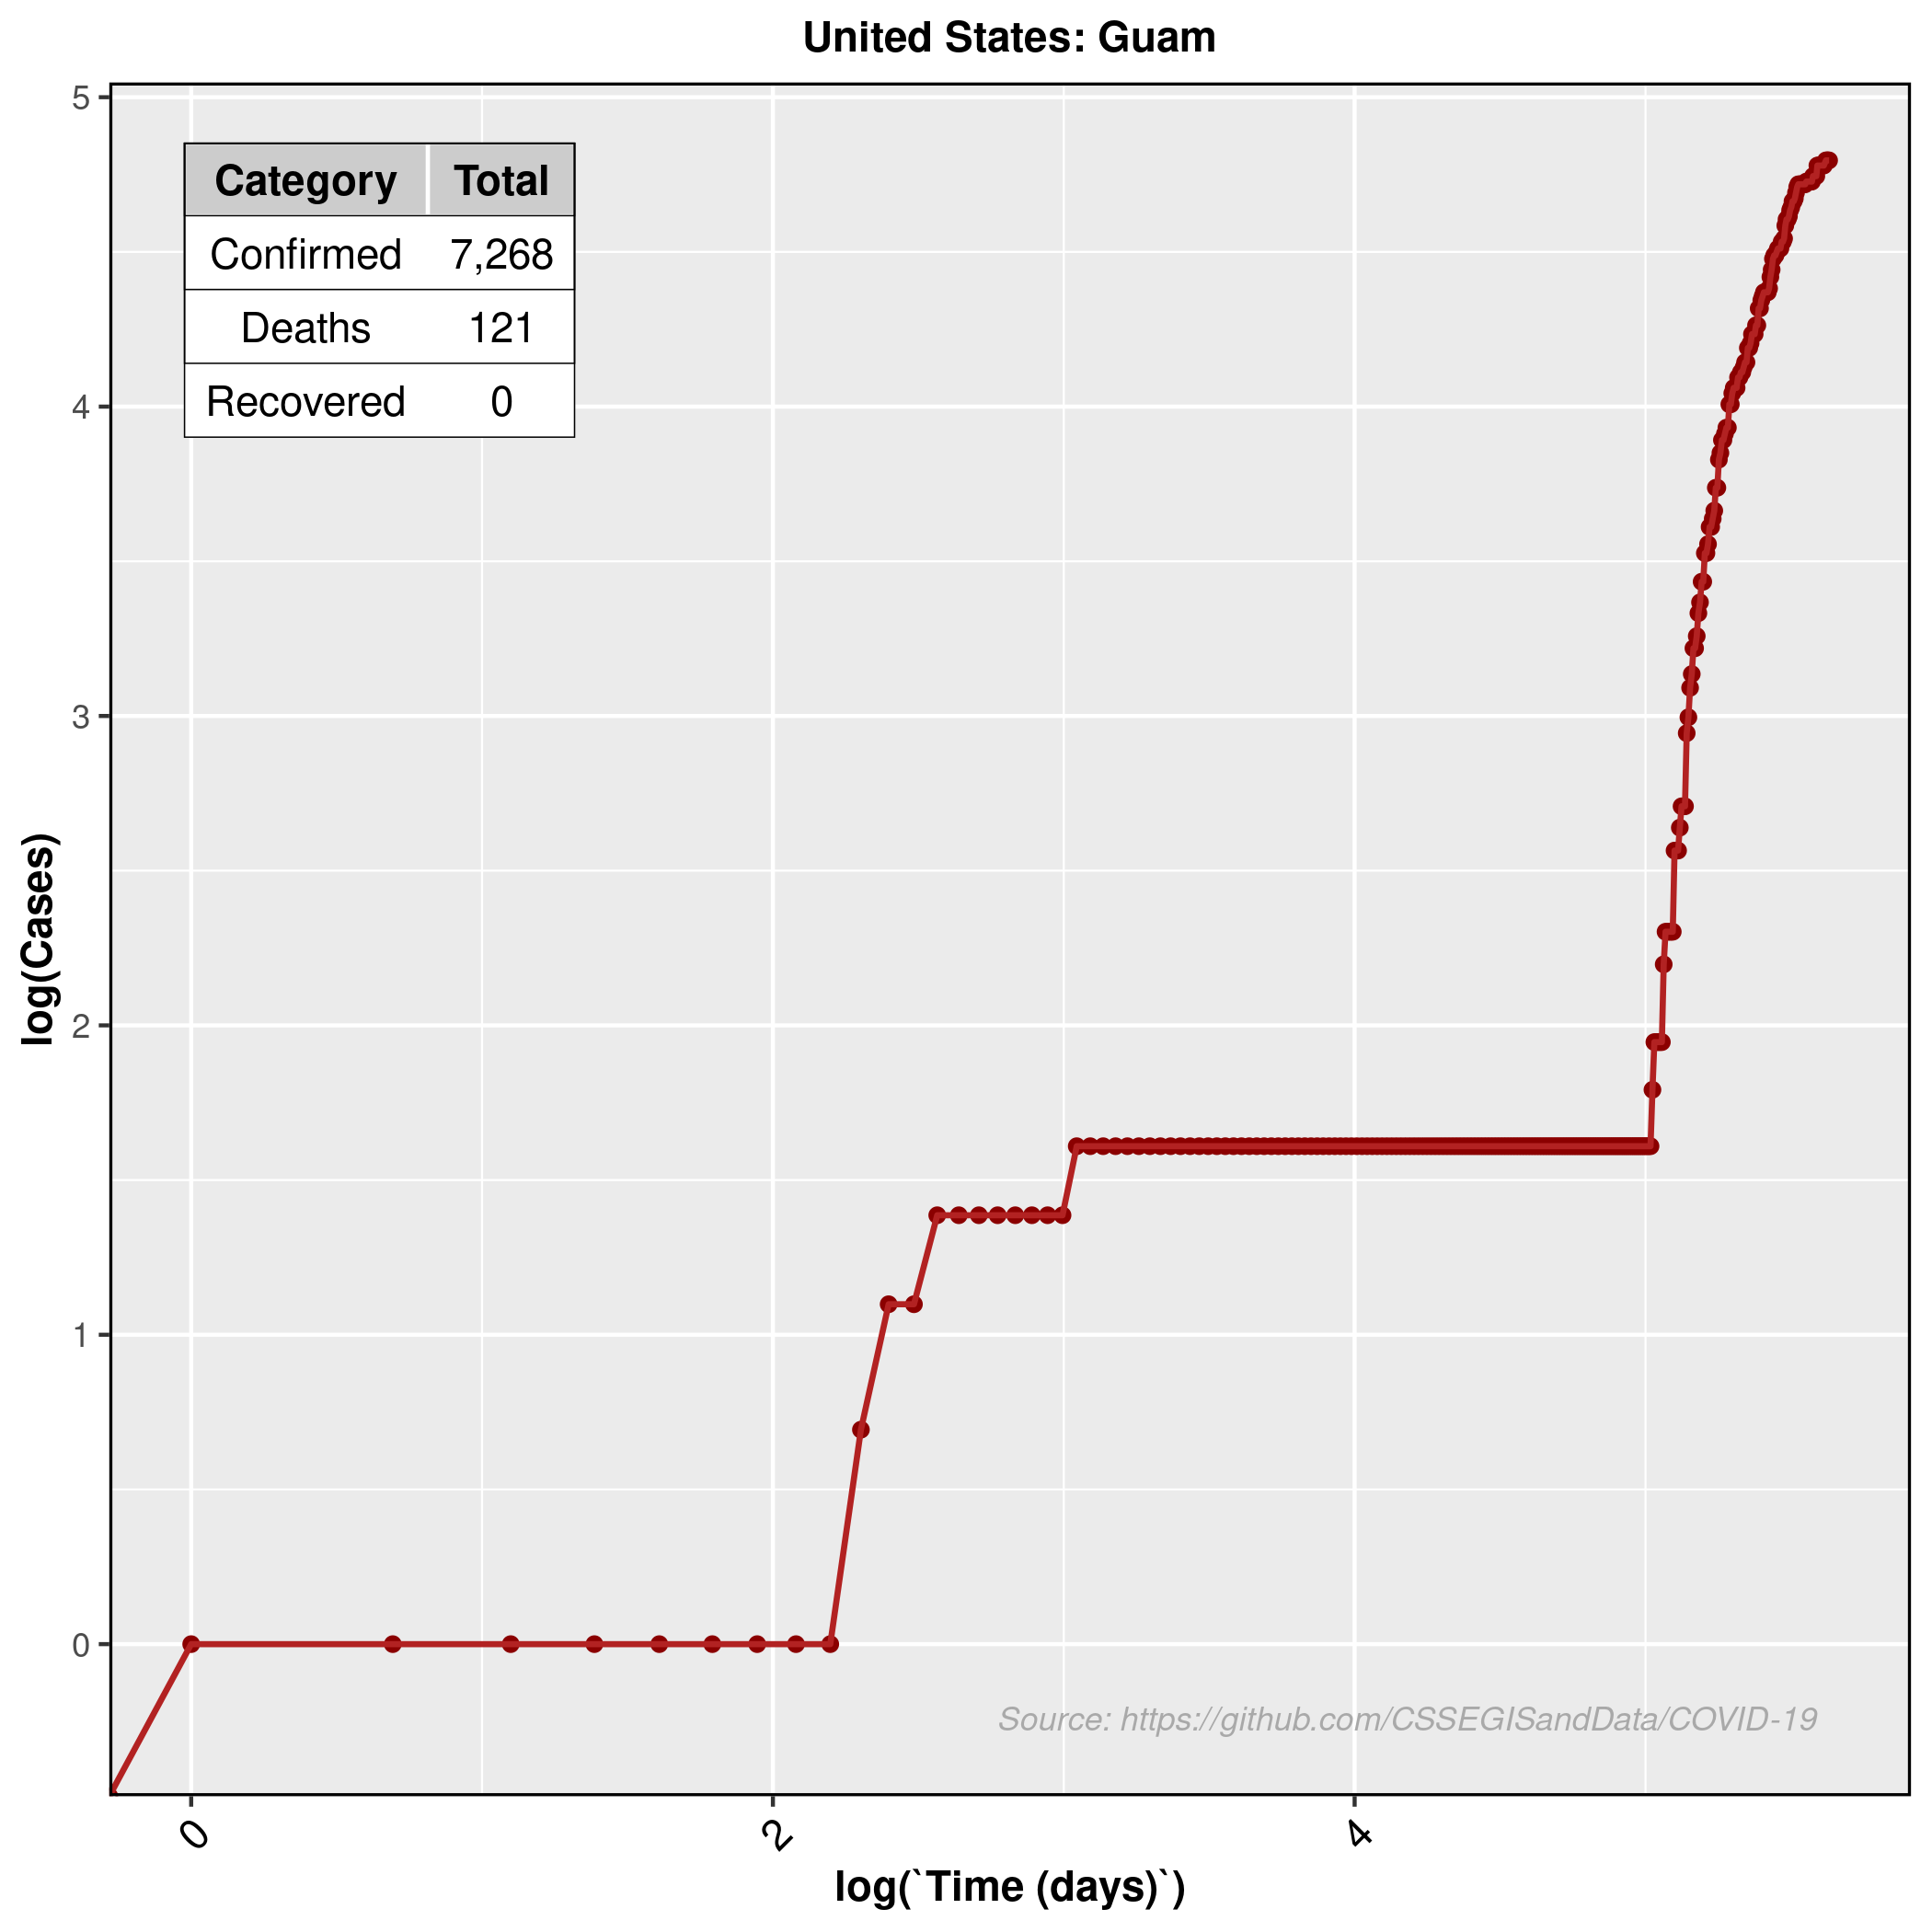 United States: Guam
5
4
3
2
1
0
Category Total
Confirmed 7,268
Deaths 121
Recovered 0
log(Cases)
Source: https://github.com/CSSEGISandData/COVID-19
0 2 4
log(`Time (days)`)